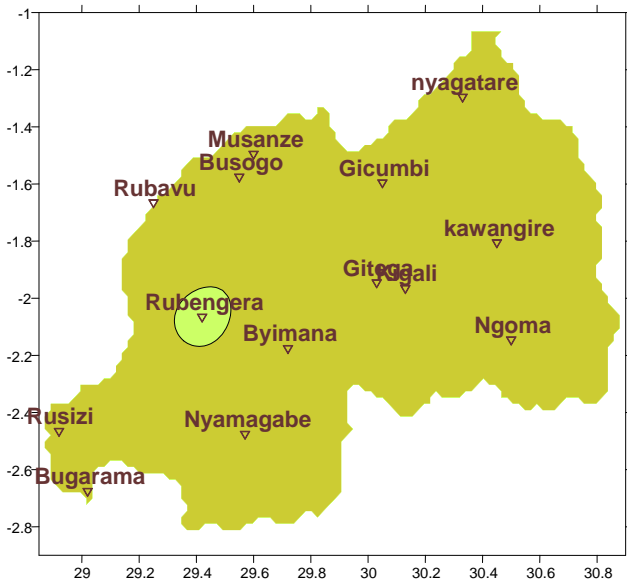 -1
-1.2
nyagatare
-1.4
Musanze
Busogo
Gicumbi
-1.6
Rubavu
kawangire
-1.8
Gitega
Kigali
-2
Rubengera
Byimana
Ngoma
-2.2
-2.4
Rusizi
Nyamagabe
-2.6
Bugarama
-2.8
29 29.2 29.4 29.6 29.8 30 30.2 30.4 30.6 30.8